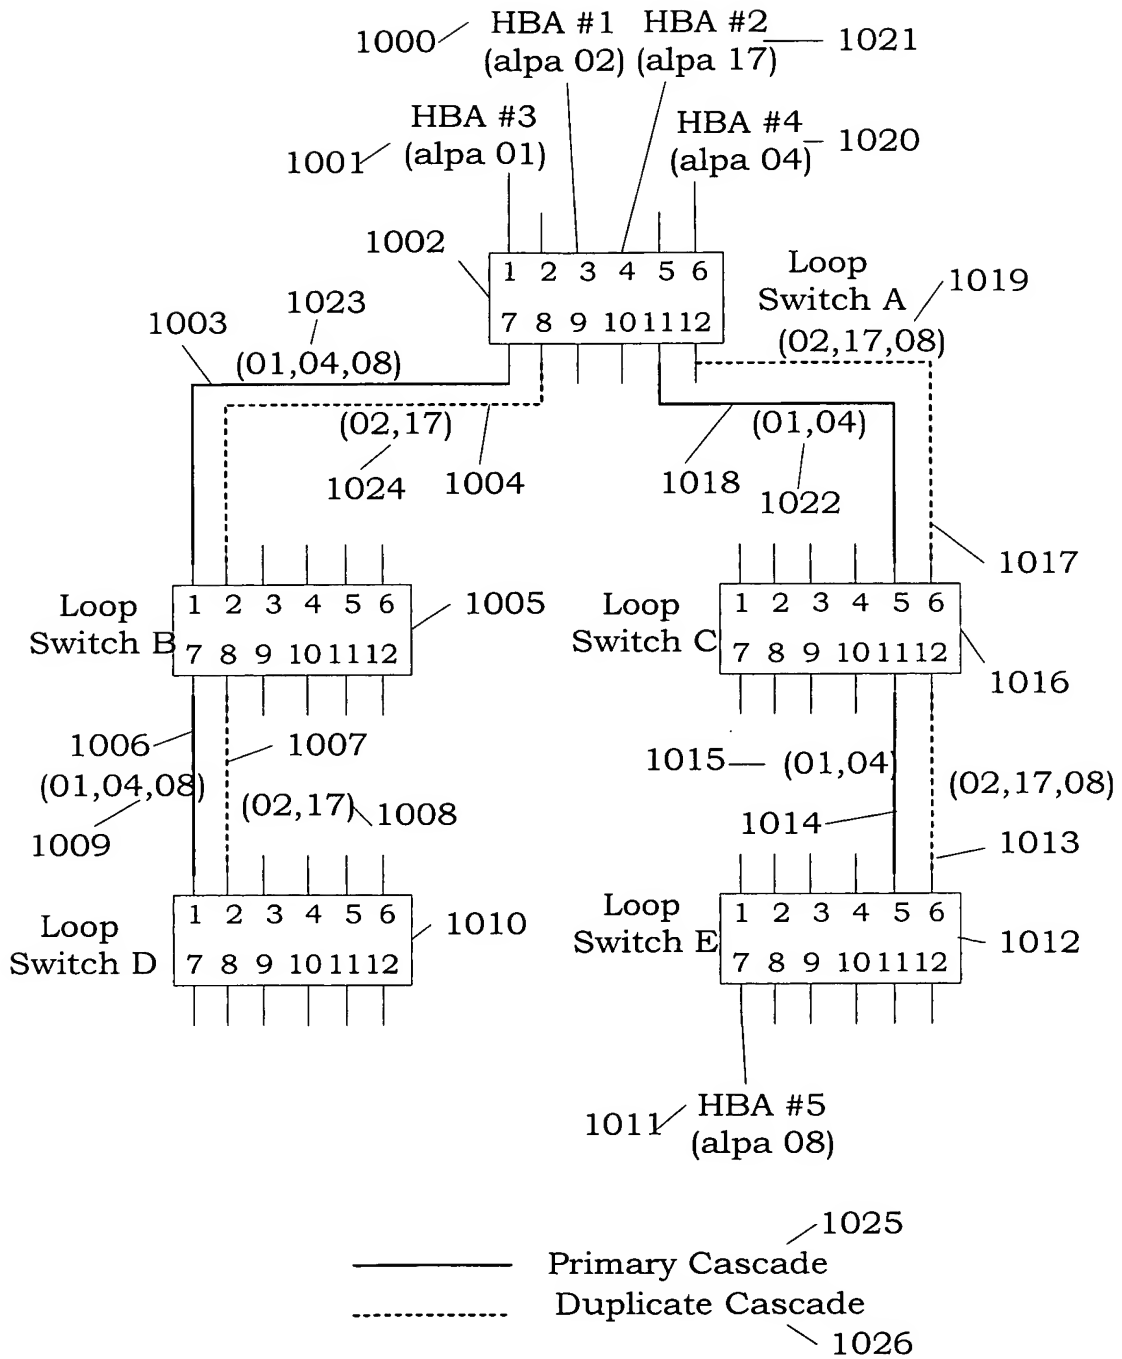 1000
HBA #1
(alpa 02)
HBA #2
(alpa 17)
1021
1001
HBA #3
(alpa 01)
HBA #4
(alpa 04)
1020
1002
1 2 3 4 5 6
7 8 9 10 11 12
Loop
Switch A
1019
(02,17,08)
1003
1023
(01,04,08)
(02,17)
1024
1004
1018
(01,04)
1022
1017
Loop
Switch B
1 2 3 4 5 6
7 8 9 10 11 12
1005
Loop
Switch C
1 2 3 4 5 6
7 8 9 10 11 12
1016
1006
(01,04,08)
1009
1007
(02,17)
1008
1015
(01,04)
1014
(02,17,08)
1013
Loop
Switch D
1 2 3 4 5 6
7 8 9 10 11 12
1010
Loop
Switch E
1 2 3 4 5 6
7 8 9 10 11 12
1012
1011
HBA #5
(alpa 08)
1025
Primary Cascade
Duplicate Cascade
1026